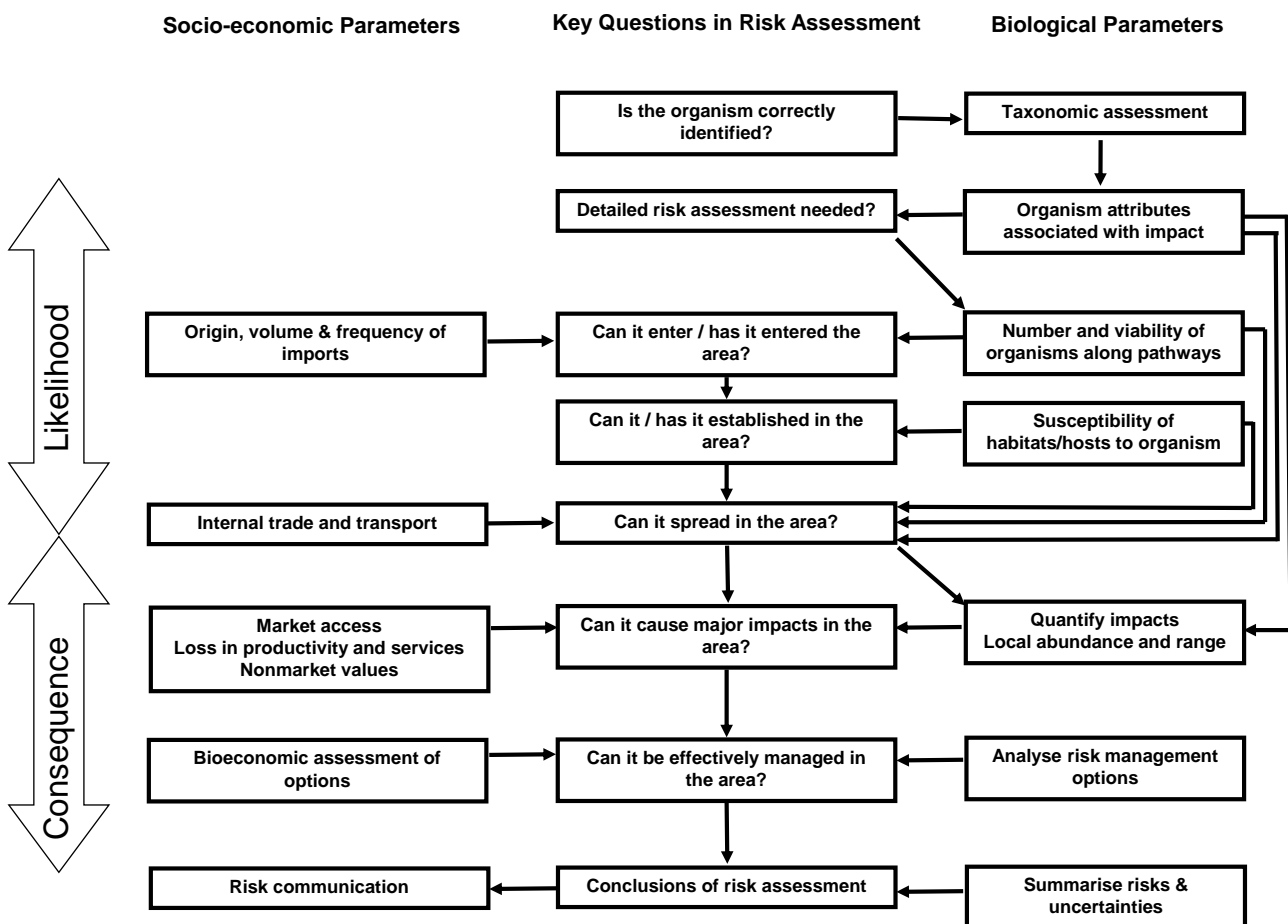 Socio-economic Parameters
Key Questions in Risk Assessment
Biological Parameters
Is the organism correctly
identified?
Taxonomic assessment
Detailed risk assessment needed?
Organism attributes
associated with impact
Likelihood
Origin, volume & frequency of
imports
Can it enter / has it entered the
area?
Number and viability of
organisms along pathways
Can it / has it established in the
area?
Susceptibility of
habitats/hosts to organism
Internal trade and transport
Can it spread in the area?
Consequence
Market access
Loss in productivity and services
Nonmarket values
Can it cause major impacts in the
area?
Quantify impacts
Local abundance and range
Bioeconomic assessment of
options
Can it be effectively managed in
the area?
Analyse risk management
options
Risk communication
Conclusions of risk assessment
Summarise risks &
uncertainties